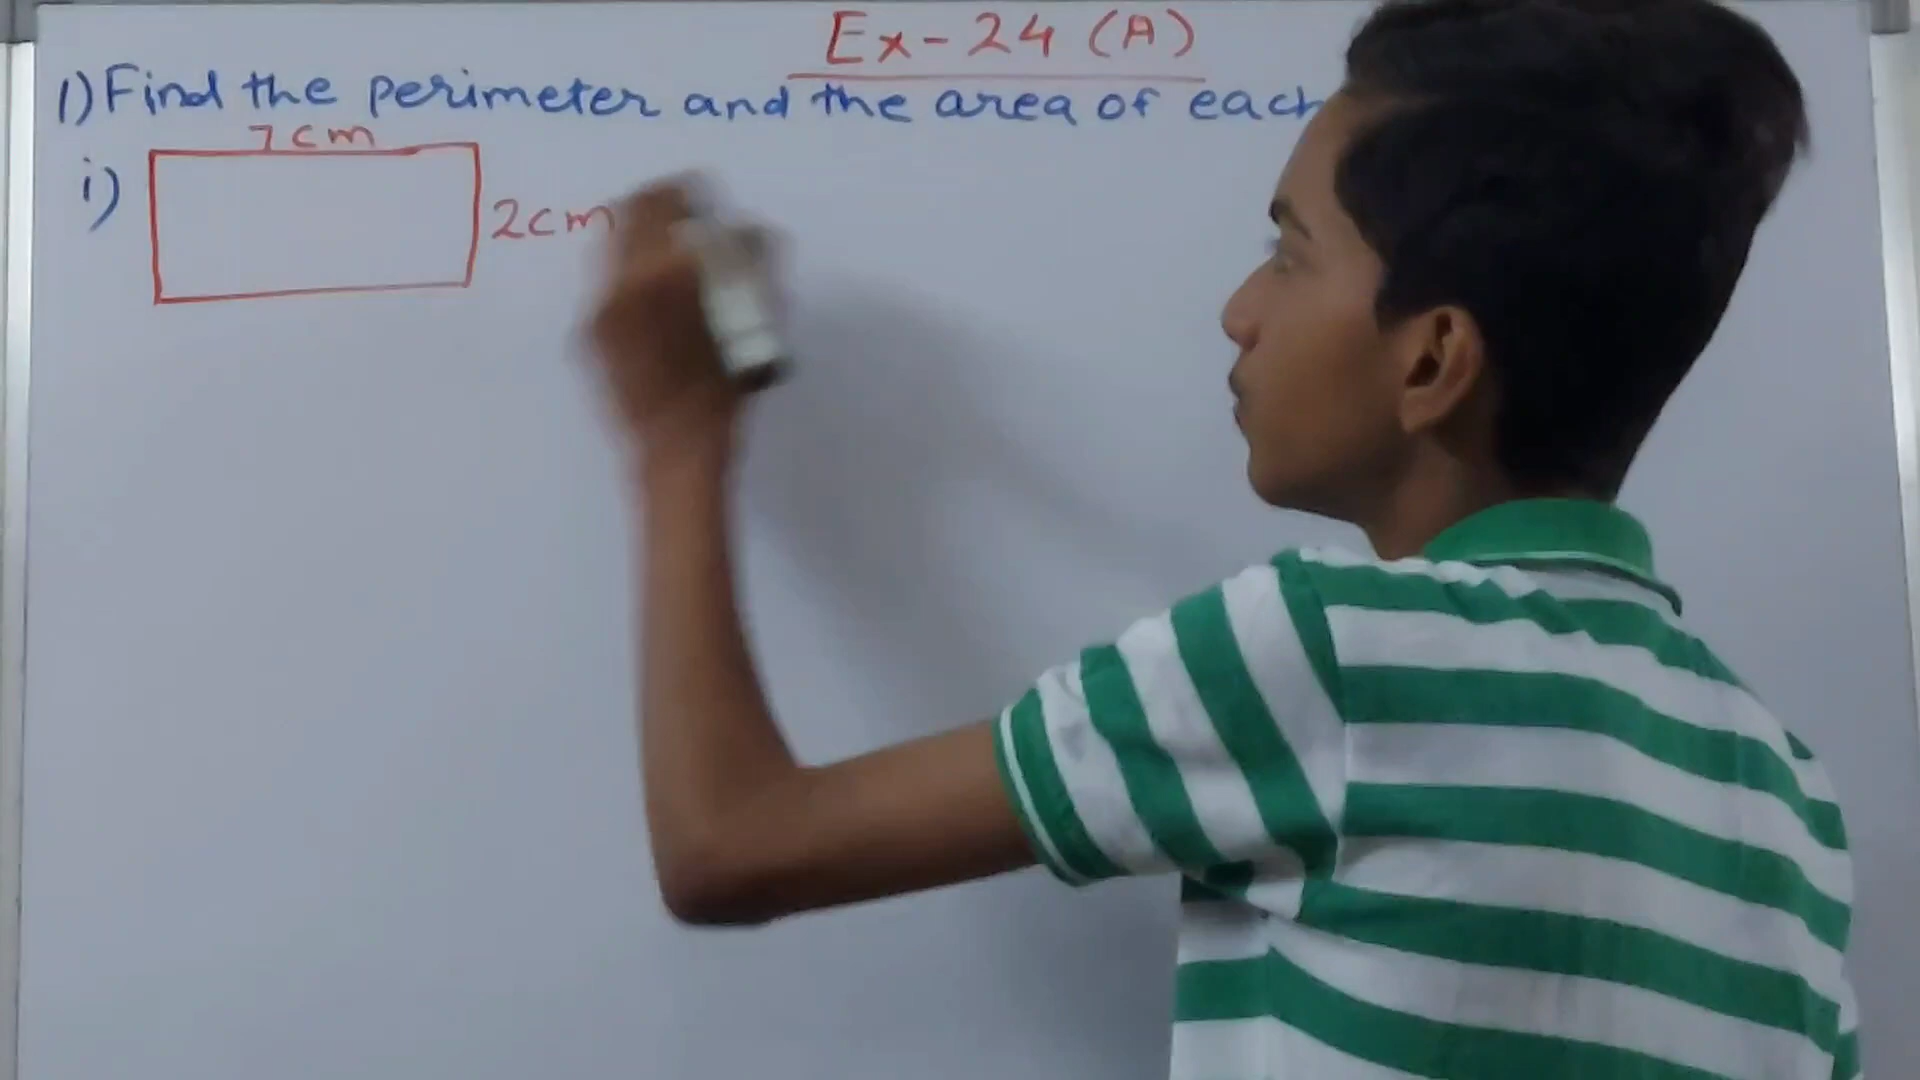 Ex-24 (A)
1) Find the perimeter and the area of each
7cm
i)
2cm